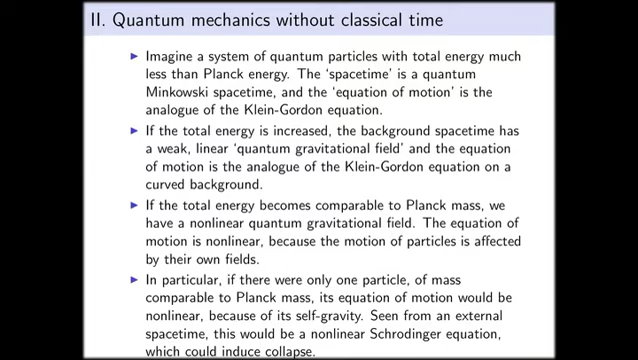 II. Quantum mechanics without classical time
Imagine a system of quantum particles with total energy much
less than Planck energy. The ‘spacetime’ is a quantum
Minkowski spacetime, and the ‘equation of motion’ is the
analogue of the Klein-Gordon equation.
If the total energy is increased, the background spacetime has
a weak, linear ‘quantum gravitational field’ and the equation
of motion is the analogue of the Klein-Gordon equation on a
curved background.
If the total energy becomes comparable to Planck mass, we
have a nonlinear quantum gravitational field. The equation of
motion is nonlinear, because the motion of particles is affected
by their own fields.
In particular, if there were only one particle, of mass
comparable to Planck mass, its equation of motion would be
nonlinear, because of its self-gravity. Seen from an external
spacetime, this would be a nonlinear Schrodinger equation,
which could induce collapse.